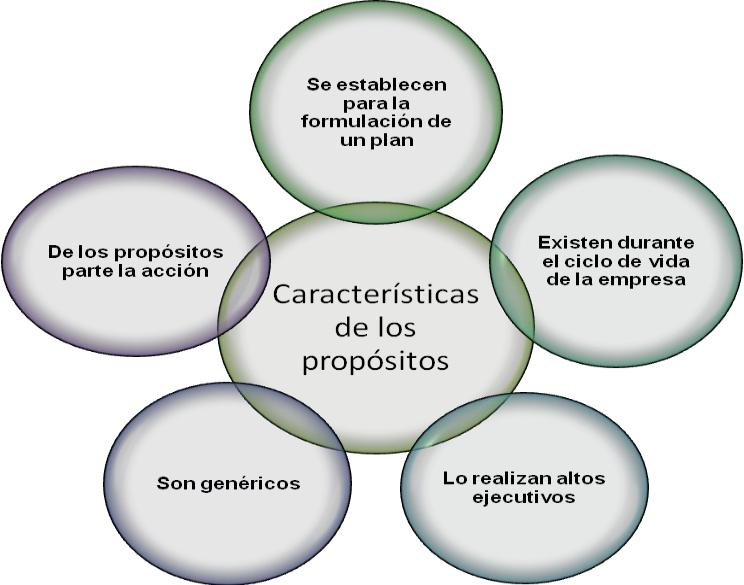 Se establecen
para la
formulación de
un plan
Existen durante
el ciclo de vida
de la empresa
De los propósitos
parte la acción
Características
de los
propósitos
Lo realizan altos
ejecutivos
Son genéricos